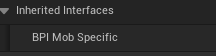 Inherited Interfaces
BPI Mob Specific